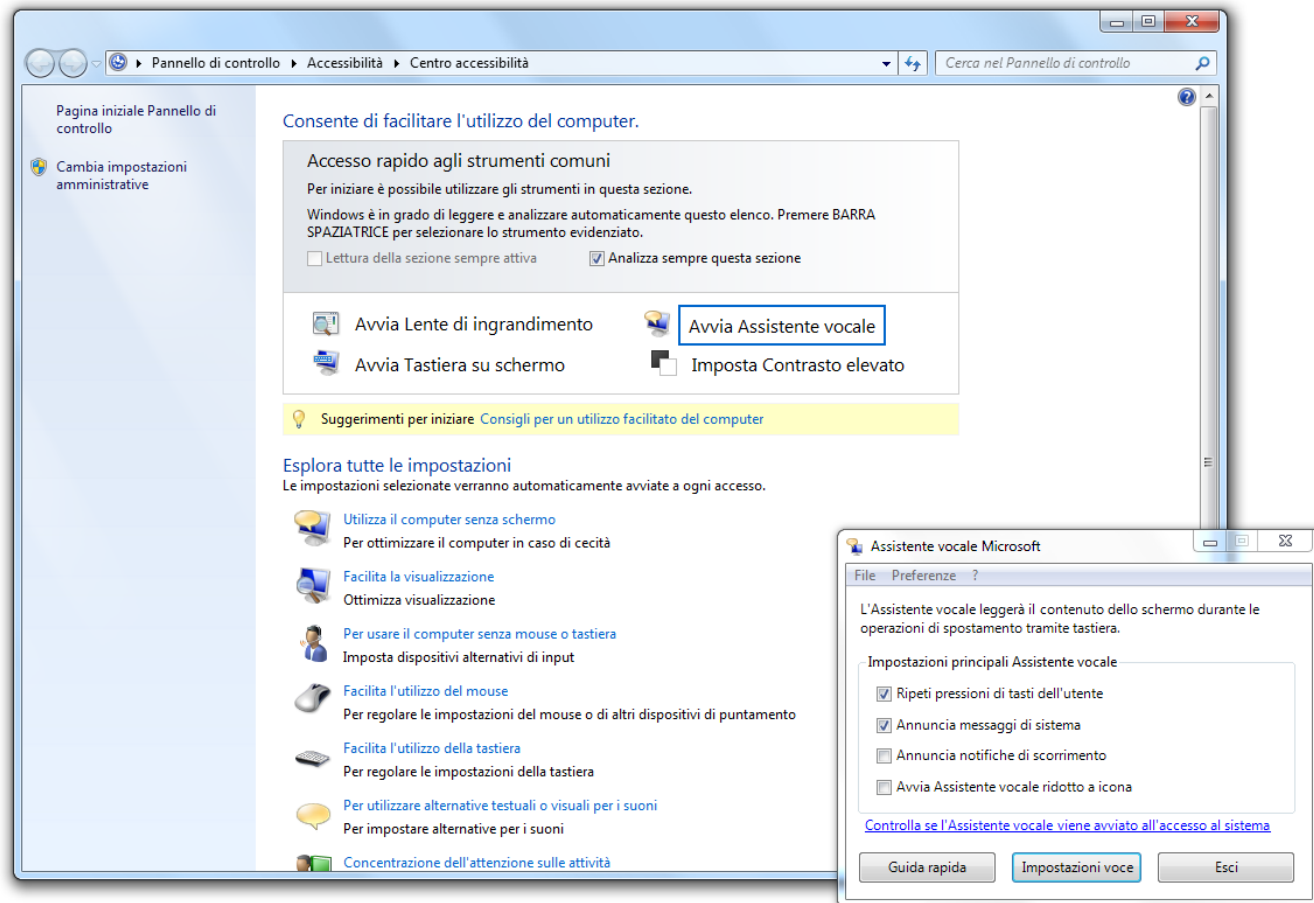 Pannello di controllo ▸ Accessibilità ▸ Centro accessibilità
Cerca nel Pannello di controllo
Pagina iniziale Pannello di
controllo
Cambia impostazioni
amministrative
Consente di facilitare l'utilizzo del computer.
Accesso rapido agli strumenti comuni
Per iniziare è possibile utilizzare gli strumenti in questa sezione.
Windows è in grado di leggere e analizzare automaticamente questo elenco. Premere BARRA
SPAZIATRICE per selezionare lo strumento evidenziato.
Lettura della sezione sempre attiva
Analizza sempre questa sezione
Avvia Lente di ingrandimento
Avvia Assistente vocale
Avvia Tastiera su schermo
Imposta Contrasto elevato
Suggerimenti per iniziare Consigli per un utilizzo facilitato del computer
Esplora tutte le impostazioni
Le impostazioni selezionate verranno automaticamente avviate a ogni accesso.
Utilizza il computer senza schermo
Per ottimizzare il computer in caso di cecità
Facilita la visualizzazione
Ottimizza visualizzazione
Per usare il computer senza mouse o tastiera
Imposta dispositivi alternativi di input
Facilita l'utilizzo del mouse
Per regolare le impostazioni del mouse o di altri dispositivi di puntamento
Facilita l'utilizzo della tastiera
Per regolare le impostazioni della tastiera
Per utilizzare alternative testuali o visuali per i suoni
Per impostare alternative per i suoni
Concentrazione dell'attenzione sulle attività
Assistente vocale Microsoft
File Preferenze ?
L'Assistente vocale leggerà il contenuto dello schermo durante le
operazioni di spostamento tramite tastiera.
Impostazioni principali Assistente vocale
Ripeti pressioni di tasti dell'utente
Annuncia messaggi di sistema
Annuncia notifiche di scorrimento
Avvia Assistente vocale ridotto a icona
Controlla se l'Assistente vocale viene avviato all'accesso al sistema
Guida rapida
Impostazioni voce
Esci